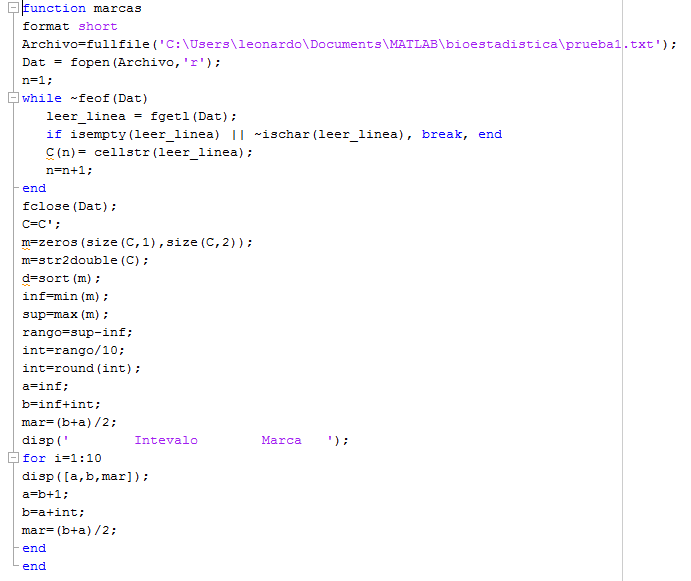 function marcas
format short
Archivo=fullfile('C:\Users\leonardo\Documents\MATLAB\bioestadistica\prueba1.txt');
Dat = fopen(Archivo,'r');
n=1;
while ~feof(Dat)
leer_linea = fgetl(Dat);
if isempty(leer_linea) || ~ischar(leer_linea), break, end
C(n)= cellstr(leer_linea);
n=n+1;
end
fclose(Dat);
C=C';
m=zeros(size(C,1),size(C,2));
m=str2double(C);
d=sort(m);
inf=min(m);
sup=max(m);
rango=sup-inf;
int=rango/10;
int=round(int);
a=inf;
b=inf+int;
mar=(b+a)/2;
disp('        Intevalo        Marca   ');
for i=1:10
disp([a,b,mar]);
a=b+1;
b=a+int;
mar=(b+a)/2;
end
end